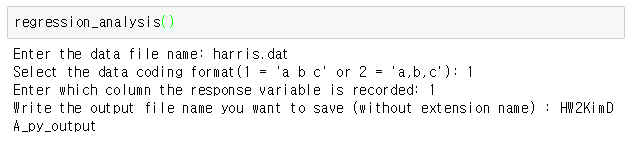 regression_analysis()
Enter the data file name: harris.dat
Select the data coding format(1 = 'a b c' or 2 = 'a,b,c'): 1
Enter which column the response variable is recorded: 1
Write the output file name you want to save (without extension name) : HW2KimD
A_py_output